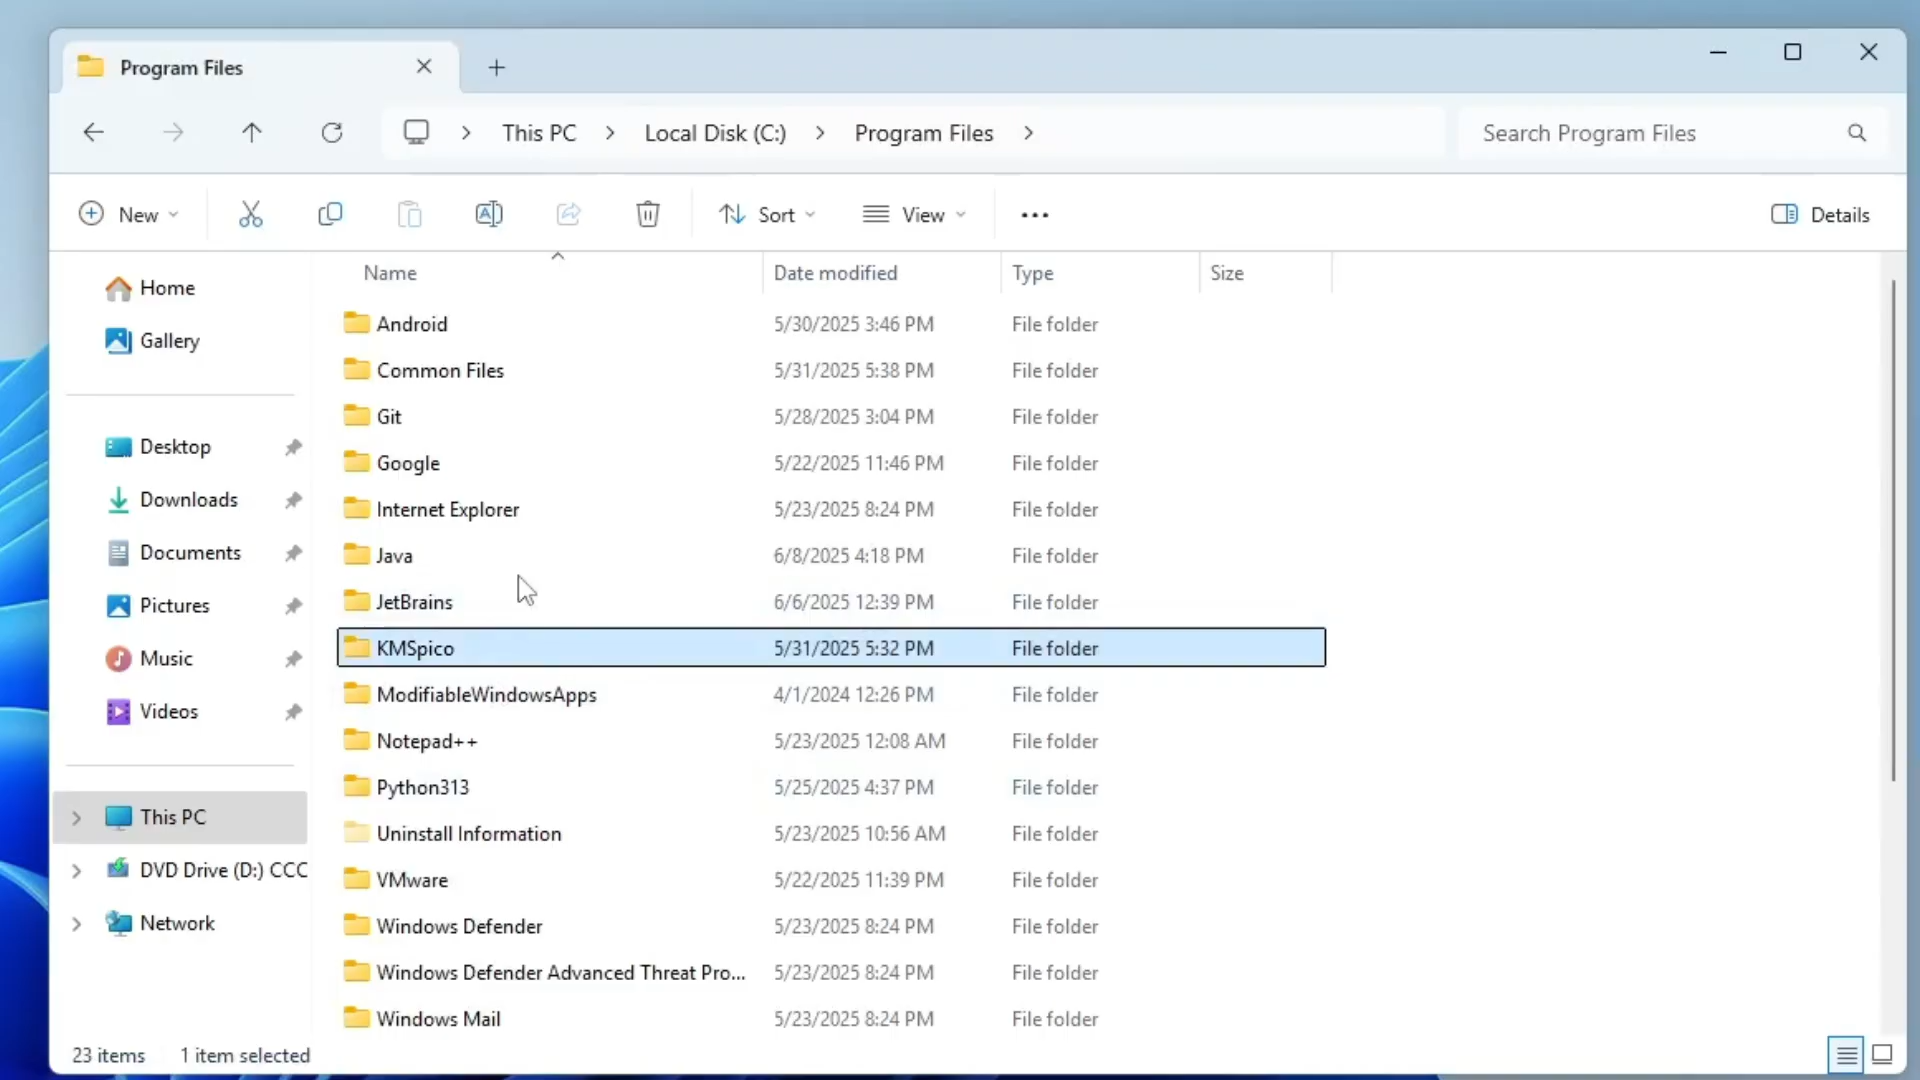 Program Files
This PC > Local Disk (C:) > Program Files >
Search Program Files
New
Sort
View
Details
Home
Gallery
Desktop
Downloads
Documents
Pictures
Music
Videos
This PC
DVD Drive (D:) CCC
Network
Name Date modified Type Size
Android 5/30/2025 3:46 PM File folder
Common Files 5/31/2025 5:38 PM File folder
Git 5/28/2025 3:04 PM File folder
Google 5/22/2025 11:46 PM File folder
Internet Explorer 5/23/2025 8:24 PM File folder
Java 6/8/2025 4:18 PM File folder
JetBrains 6/6/2025 12:39 PM File folder
KMSpico 5/31/2025 5:32 PM File folder
ModifiableWindowsApps 4/1/2024 12:26 PM File folder
Notepad++ 5/23/2025 12:08 AM File folder
Python313 5/25/2025 4:37 PM File folder
Uninstall Information 5/23/2025 10:56 AM File folder
VMware 5/22/2025 11:39 PM File folder
Windows Defender 5/23/2025 8:24 PM File folder
Windows Defender Advanced Threat Pro... 5/23/2025 8:24 PM File folder
Windows Mail 5/23/2025 8:24 PM File folder
23 items 1 item selected